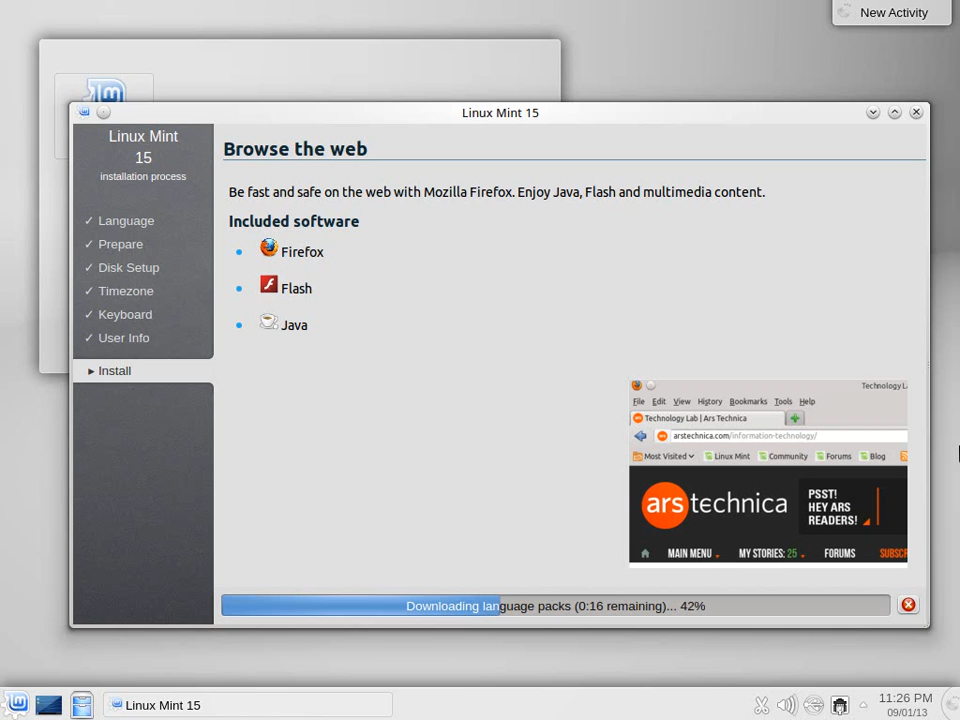 New Activity
Linux Mint 15
Linux Mint
15
installation process
✓ Language
✓ Prepare
✓ Disk Setup
✓ Timezone
✓ Keyboard
✓ User Info
Install
Browse the web
Be fast and safe on the web with Mozilla Firefox. Enjoy Java, Flash and multimedia content.
Included software
Firefox
Flash
Java
Technology La
File Edit View History Bookmarks Tools Help
Technology Lab | Ars Technica
arstechnica.com/information-technology/
Most Visited Linux Mint Community Forums Blog
ars technica
PSST!
HEY ARS
READERS!
MAIN MENU MY STORIES: 25 FORUMS SUBSCR
Downloading language packs (0:16 remaining)... 42%
Linux Mint 15
11:26 PM
09/01/13